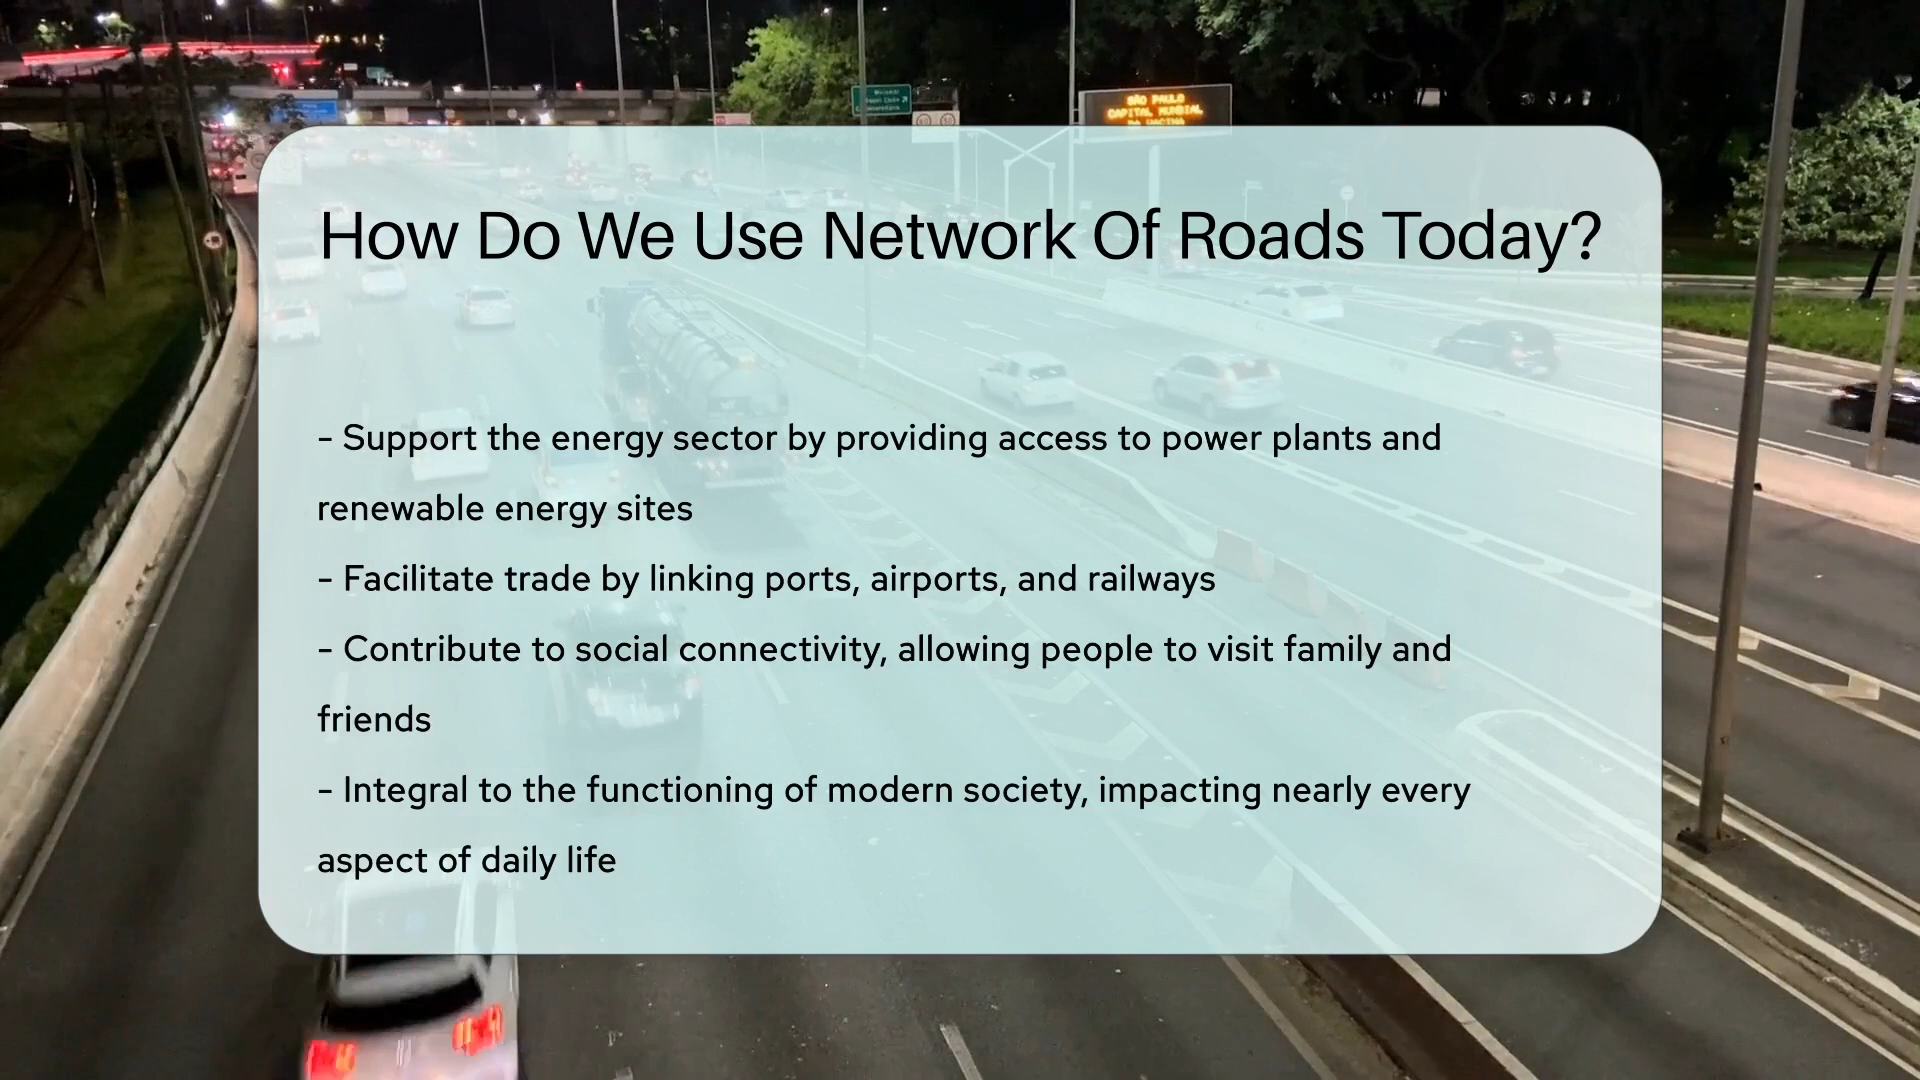 SÃO PAULO
CAPITAL MUNDIAL
DA VACINA
How Do We Use Network Of Roads Today?
- Support the energy sector by providing access to power plants and
renewable energy sites
- Facilitate trade by linking ports, airports, and railways
- Contribute to social connectivity, allowing people to visit family and
friends
- Integral to the functioning of modern society, impacting nearly every
aspect of daily life